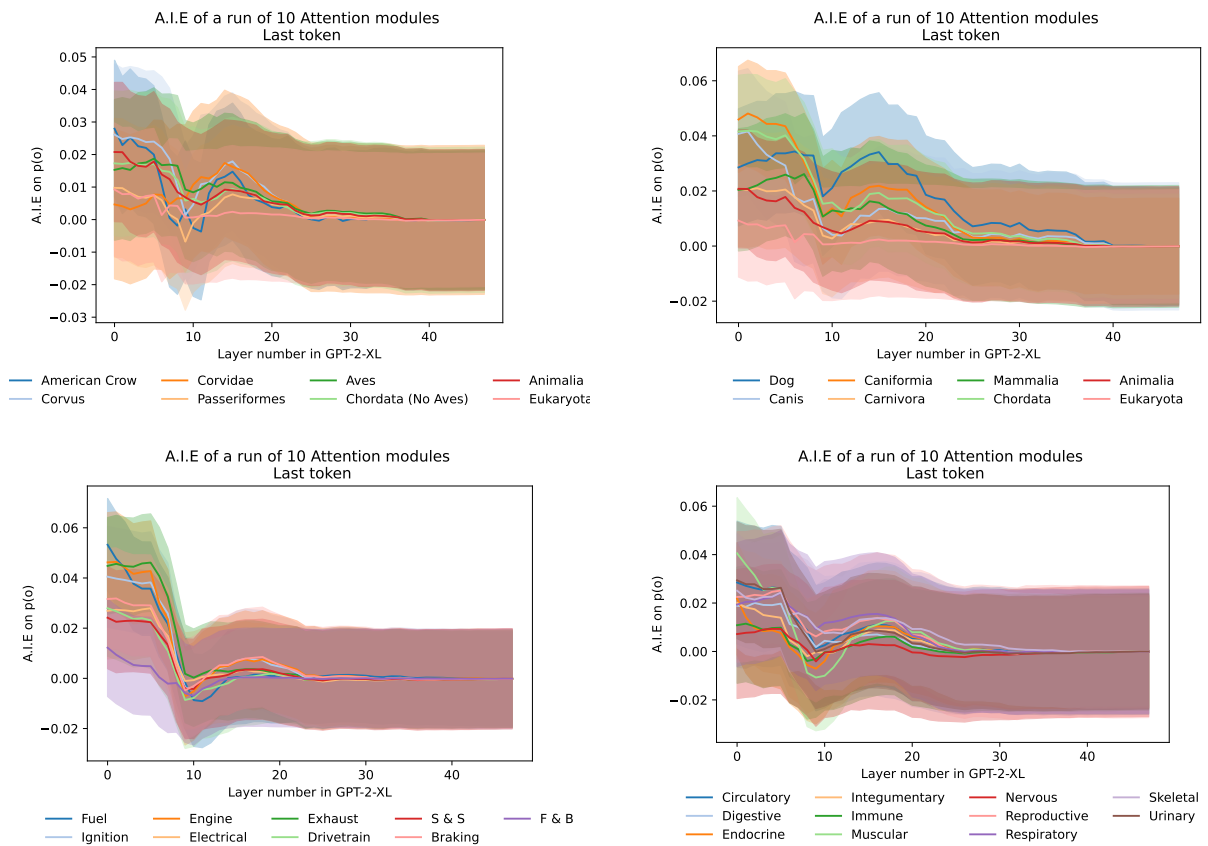 A.I.E of a run of 10 Attention modules
Last token
A.I.E on p(o)
0.05
0.04
0.03
0.02
0.01
0.00
−0.01
−0.02
−0.03
0 10 20 30 40
Layer number in GPT-2-XL
American Crow Corvidae Aves Animalia
Corvus Passeriformes Chordata (No Aves) Eukaryota
A.I.E of a run of 10 Attention modules
Last token
A.I.E on p(o)
0.06
0.04
0.02
0.00
−0.02
0 10 20 30 40
Layer number in GPT-2-XL
Dog Caniformia Mammalia Animalia
Canis Carnivora Chordata Eukaryota
A.I.E of a run of 10 Attention modules
Last token
A.I.E on p(o)
0.06
0.04
0.02
0.00
−0.02
0 10 20 30 40
Layer number in GPT-2-XL
Fuel Engine Exhaust S & S F & B
Ignition Electrical Drivetrain Braking
A.I.E of a run of 10 Attention modules
Last token
A.I.E on p(o)
0.06
0.04
0.02
0.00
−0.02
0 10 20 30 40
Layer number in GPT-2-XL
Circulatory Integumentary Nervous Skeletal
Digestive Immune Reproductive Urinary
Endocrine Muscular Respiratory